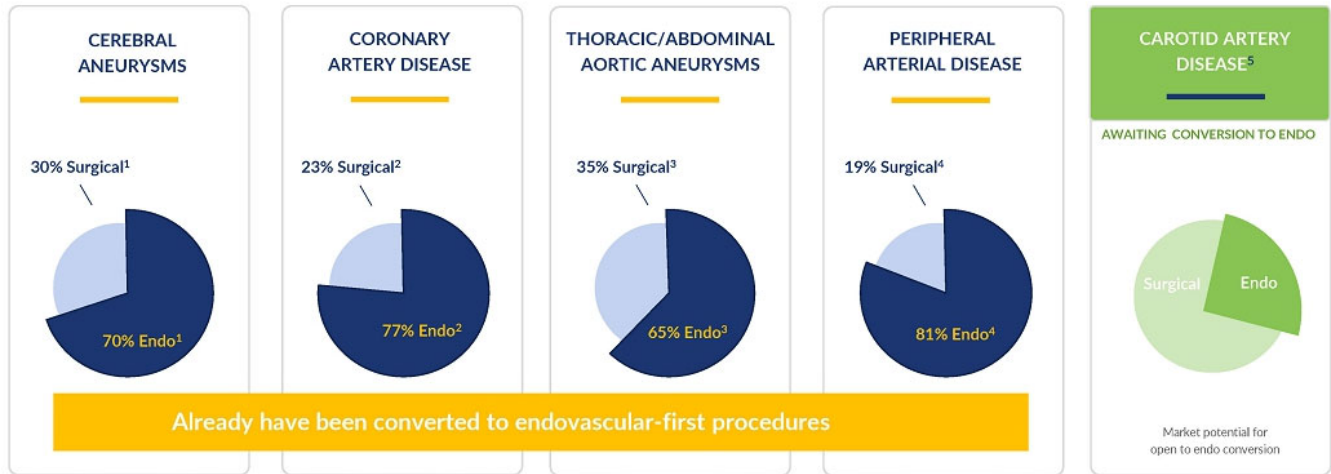 CEREBRAL
ANEURYSMS
30% Surgical¹
70% Endo¹
CORONARY
ARTERY DISEASE
23% Surgical²
77% Endo²
THORACIC/ABDOMINAL
AORTIC ANEURYSMS
35% Surgical³
65% Endo³
PERIPHERAL
ARTERIAL DISEASE
19% Surgical⁴
81% Endo⁴
Already have been converted to endovascular-first procedures
CAROTID ARTERY
DISEASE⁵
AWAITING CONVERSION TO ENDO
Surgical
Endo
Market potential for
open to endo conversion